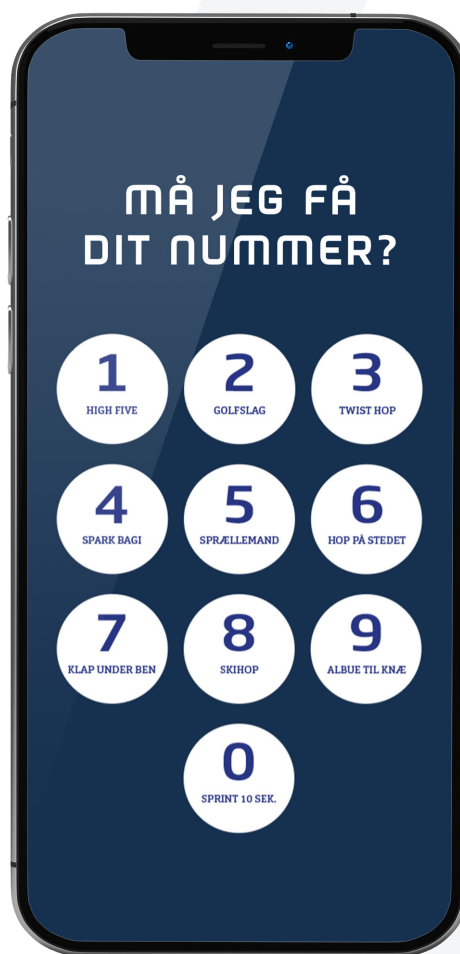 MÅ JEG FÅ
DIT NUMMER?
1 2 3
HIGH FIVE GOLFSLAG TWIST HOP
4 5 6
SPARK BAGI SPRÆLLEMAND HOP PÅ STEDET
7 8 9
KLAP UNDER BEN SKIHOP ALBUE TIL KNÆ
0
SPRINT 10 SEK.